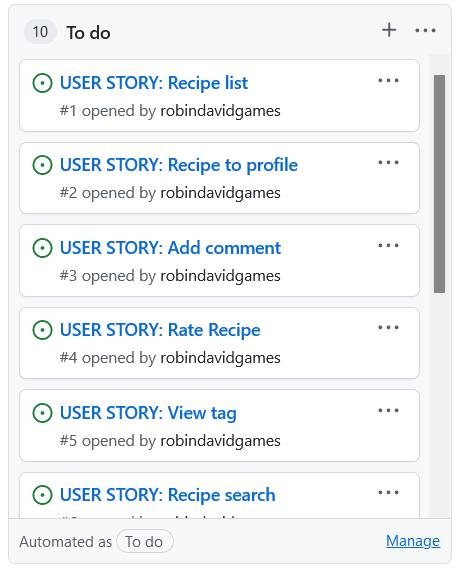 10 To do
USER STORY: Recipe list
#1 opened by robindavidgames
USER STORY: Recipe to profile
#2 opened by robindavidgames
USER STORY: Add comment
#3 opened by robindavidgames
USER STORY: Rate Recipe
#4 opened by robindavidgames
USER STORY: View tag
#5 opened by robindavidgames
USER STORY: Recipe search
Automated as To do Manage